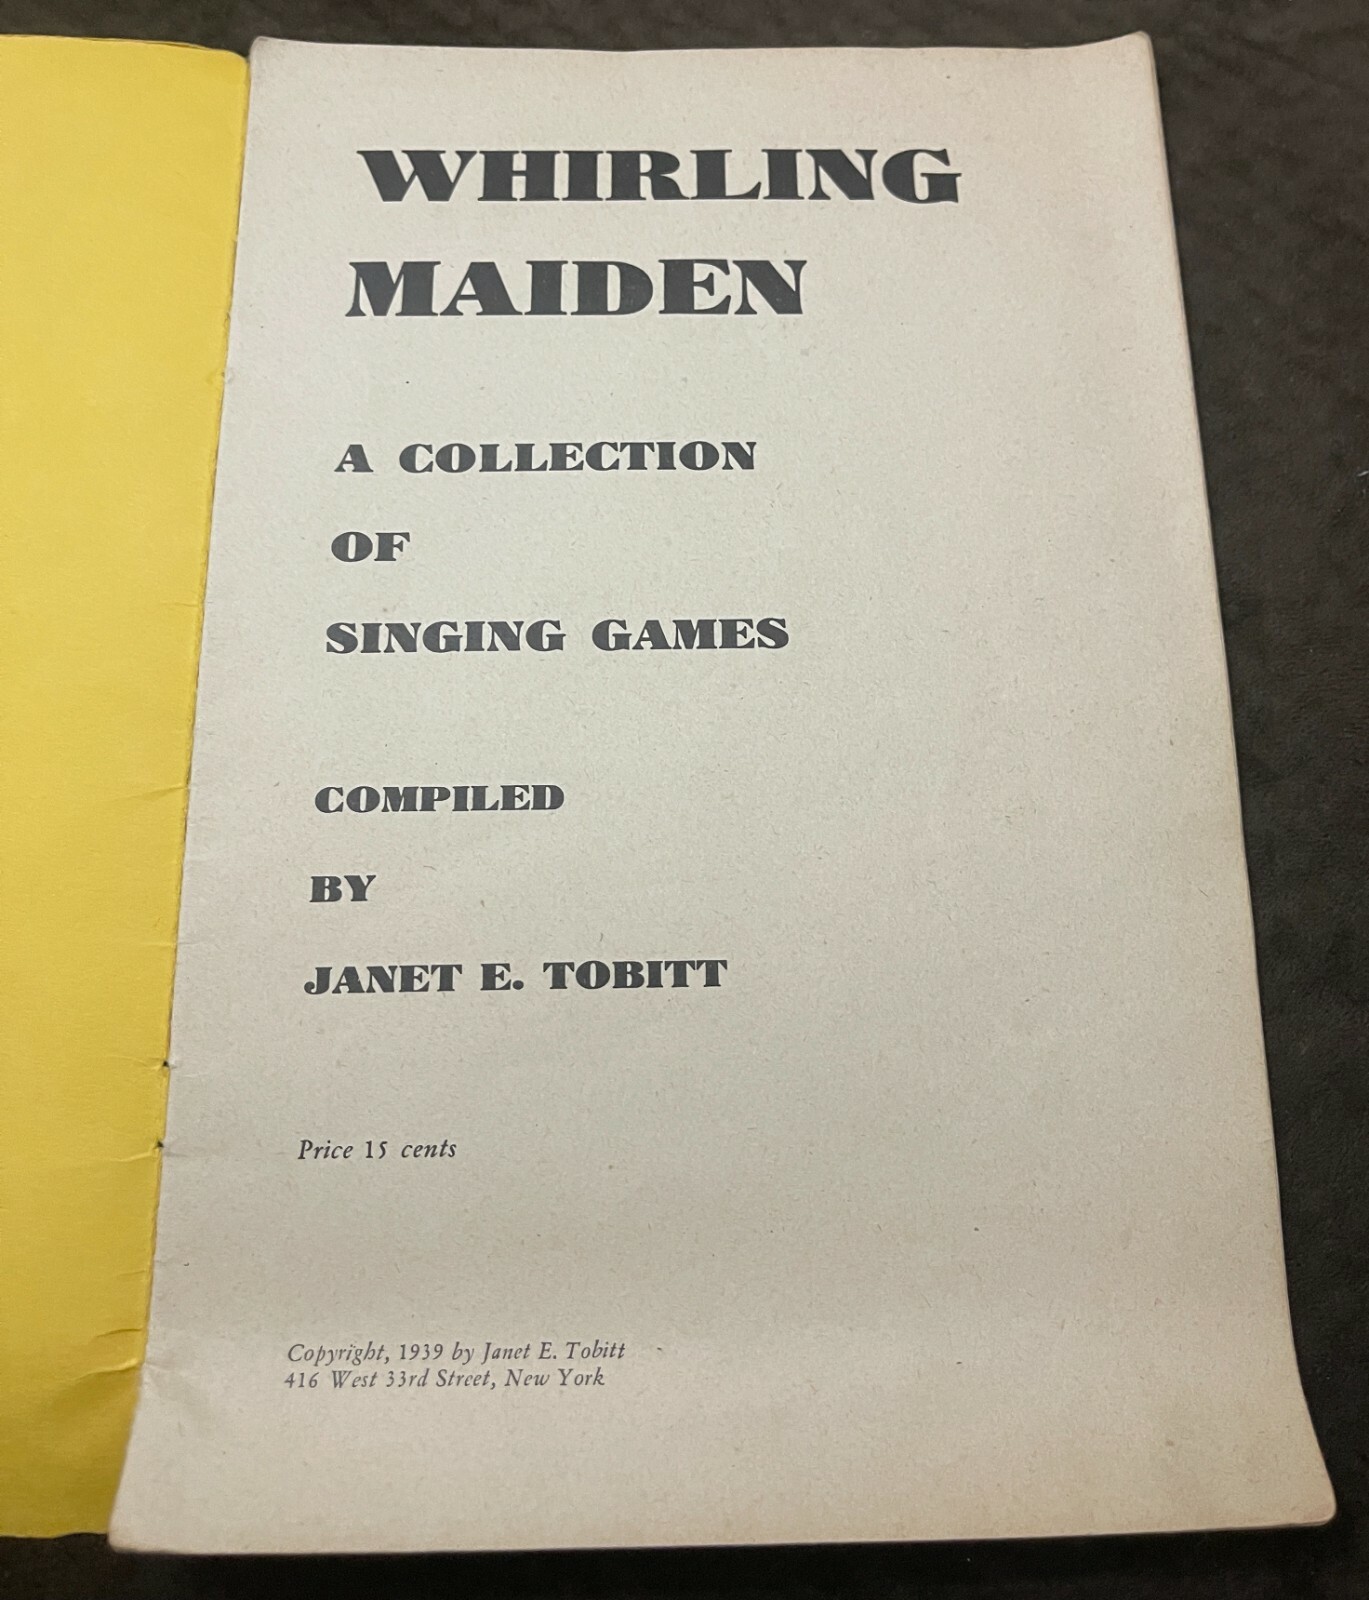 WHIRLING
MAIDEN
A COLLECTION
OF
SINGING GAMES
COMPILED
BY
JANET E. TOBITT
Price 15 cents
Copyright, 1939 by Janet E. Tobitt
416 West 33rd Street, New York